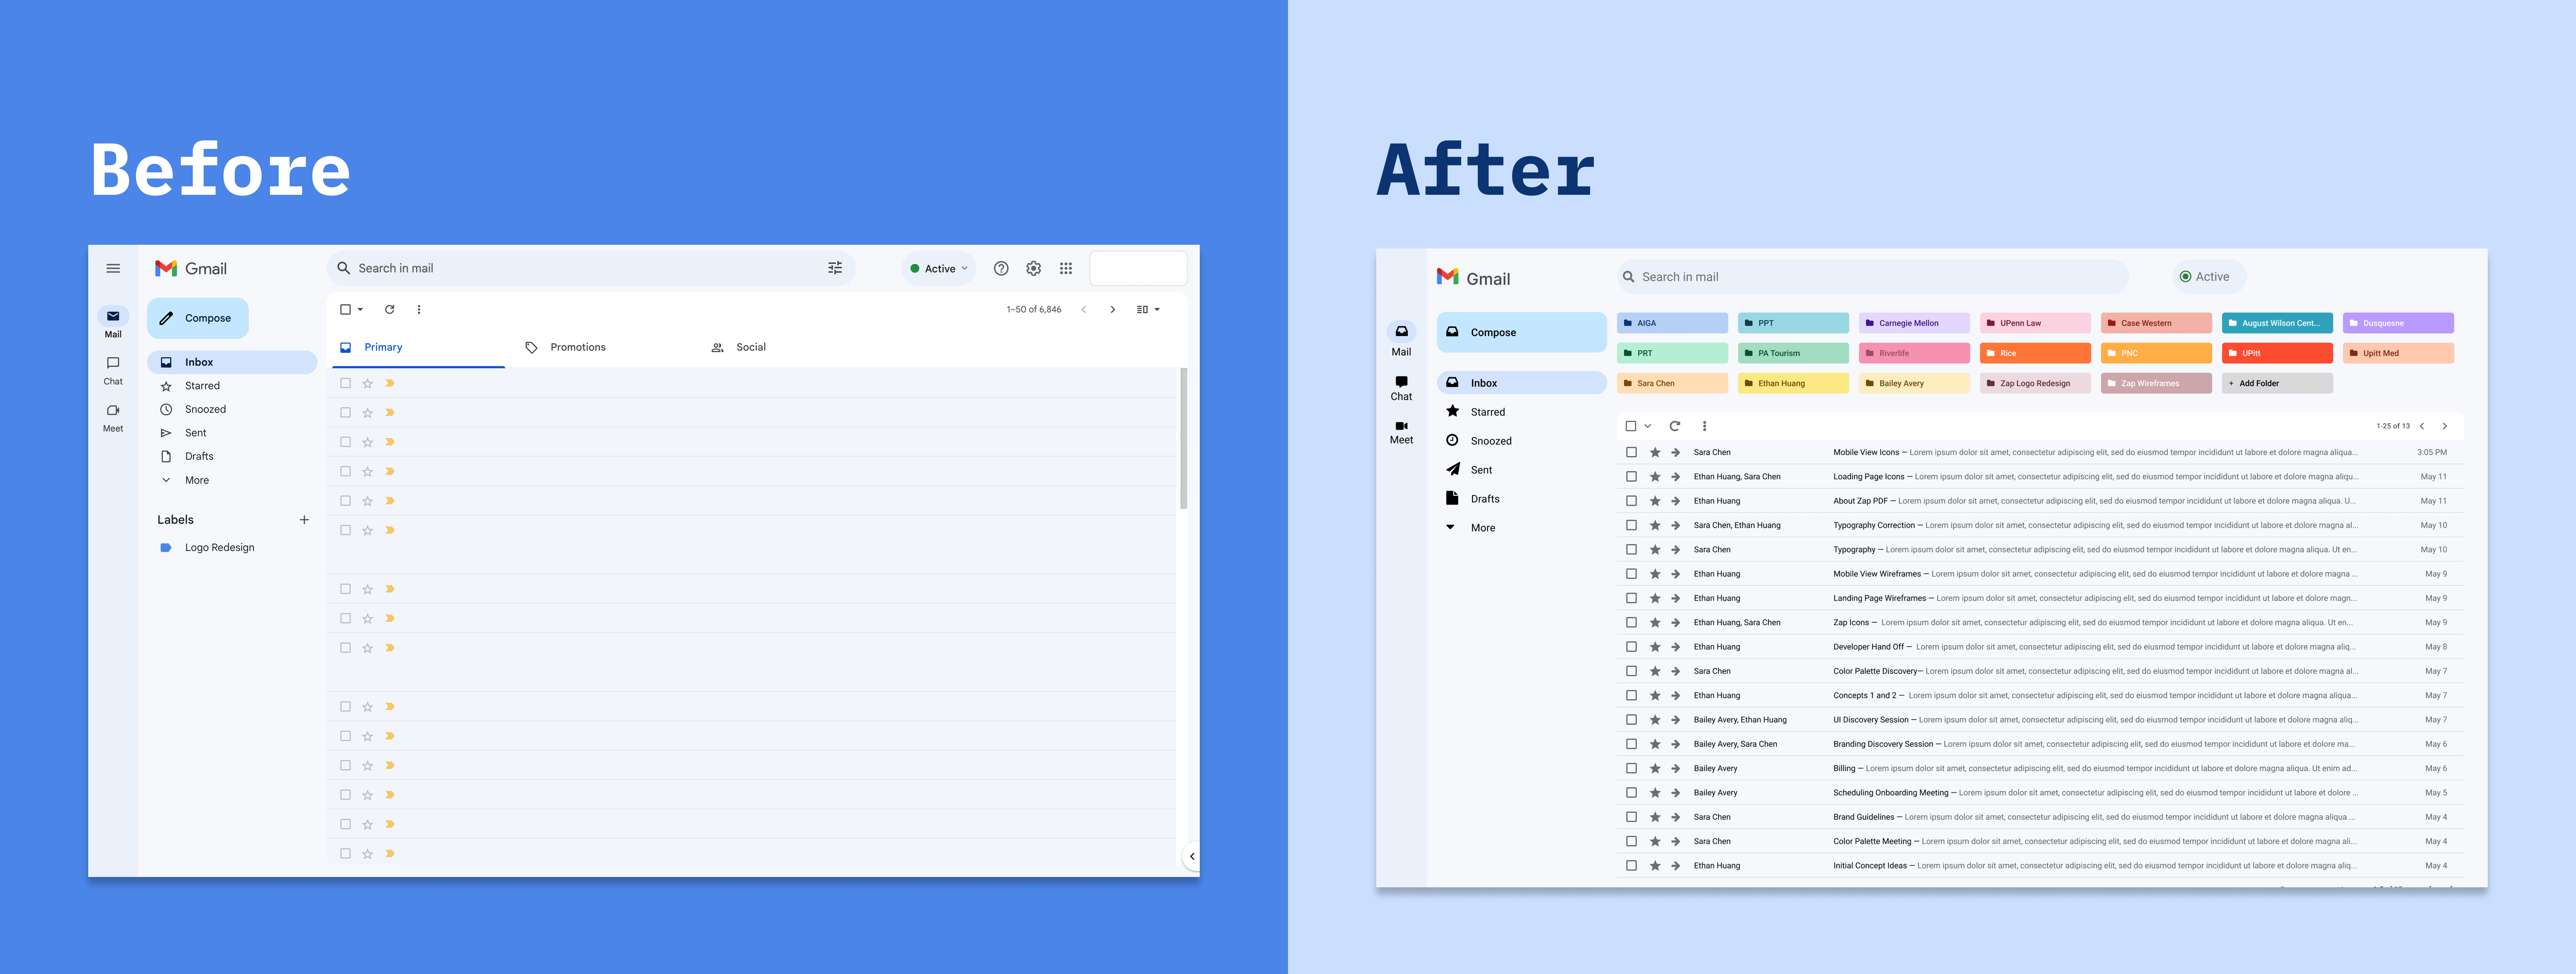 Before
Gmail
Search in mail
Active
Compose
1–50 of 6,846
Mail
Primary
Promotions
Social
Inbox
Chat
Starred
Snoozed
Meet
Sent
Drafts
More
Labels
Logo Redesign
After
Gmail
Search in mail
Active
Compose
AIGA
PPT
Carnegie Mellon
UPenn Law
Case Western
August Wilson Cent...
Dusquesne
Mail
PRT
PA Tourism
Riverlife
Rice
PNC
UPitt
Upitt Med
Inbox
Sara Chen
Ethan Huang
Bailey Avery
Zap Logo Redesign
Zap Wireframes
+ Add Folder
Chat
Starred
Meet
Snoozed
Sent
Drafts
More
1-25 of 13
Sara Chen Mobile View Icons — Lorem ipsum dolor sit amet, consectetur adipiscing elit, sed do eiusmod tempor incididunt ut labore et dolore magna aliqua... 3:05 PM
Ethan Huang, Sara Chen Loading Page Icons — Lorem ipsum dolor sit amet, consectetur adipiscing elit, sed do eiusmod tempor incididunt ut labore et dolore magna aliqu... May 11
Ethan Huang About Zap PDF — Lorem ipsum dolor sit amet, consectetur adipiscing elit, sed do eiusmod tempor incididunt ut labore et dolore magna aliqua. U... May 11
Sara Chen, Ethan Huang Typography Correction — Lorem ipsum dolor sit amet, consectetur adipiscing elit, sed do eiusmod tempor incididunt ut labore et dolore magna al... May 10
Sara Chen Typography — Lorem ipsum dolor sit amet, consectetur adipiscing elit, sed do eiusmod tempor incididunt ut labore et dolore magna aliqua. Ut en... May 10
Ethan Huang Mobile View Wireframes — Lorem ipsum dolor sit amet, consectetur adipiscing elit, sed do eiusmod tempor incididunt ut labore et dolore magna ... May 9
Ethan Huang Landing Page Wireframes — Lorem ipsum dolor sit amet, consectetur adipiscing elit, sed do eiusmod tempor incididunt ut labore et dolore magn... May 9
Ethan Huang, Sara Chen Zap Icons — Lorem ipsum dolor sit amet, consectetur adipiscing elit, sed do eiusmod tempor incididunt ut labore et dolore magna aliqua. Ut en... May 9
Ethan Huang Developer Hand Off — Lorem ipsum dolor sit amet, consectetur adipiscing elit, sed do eiusmod tempor incididunt ut labore et dolore magna aliq... May 8
Sara Chen Color Palette Discovery— Lorem ipsum dolor sit amet, consectetur adipiscing elit, sed do eiusmod tempor incididunt ut labore et dolore magna al... May 7
Ethan Huang Concepts 1 and 2 — Lorem ipsum dolor sit amet, consectetur adipiscing elit, sed do eiusmod tempor incididunt ut labore et dolore magna aliqua... May 7
Bailey Avery, Ethan Huang UI Discovery Session — Lorem ipsum dolor sit amet, consectetur adipiscing elit, sed do eiusmod tempor incididunt ut labore et dolore magna aliq... May 7
Bailey Avery, Sara Chen Branding Discovery Session — Lorem ipsum dolor sit amet, consectetur adipiscing elit, sed do eiusmod tempor incididunt ut labore et dolore ma... May 6
Bailey Avery Billing — Lorem ipsum dolor sit amet, consectetur adipiscing elit, sed do eiusmod tempor incididunt ut labore et dolore magna aliqua. Ut enim ad... May 6
Bailey Avery Scheduling Onboarding Meeting — Lorem ipsum dolor sit amet, consectetur adipiscing elit, sed do eiusmod tempor incididunt ut labore et dolore ... May 5
Sara Chen Brand Guidelines — Lorem ipsum dolor sit amet, consectetur adipiscing elit, sed do eiusmod tempor incididunt ut labore et dolore magna aliqua ... May 4
Sara Chen Color Palette Meeting — Lorem ipsum dolor sit amet, consectetur adipiscing elit, sed do eiusmod tempor incididunt ut labore et dolore magna ali... May 4
Ethan Huang Initial Concept Ideas — Lorem ipsum dolor sit amet, consectetur adipiscing elit, sed do eiusmod tempor incididunt ut labore et dolore magna aliq... May 4